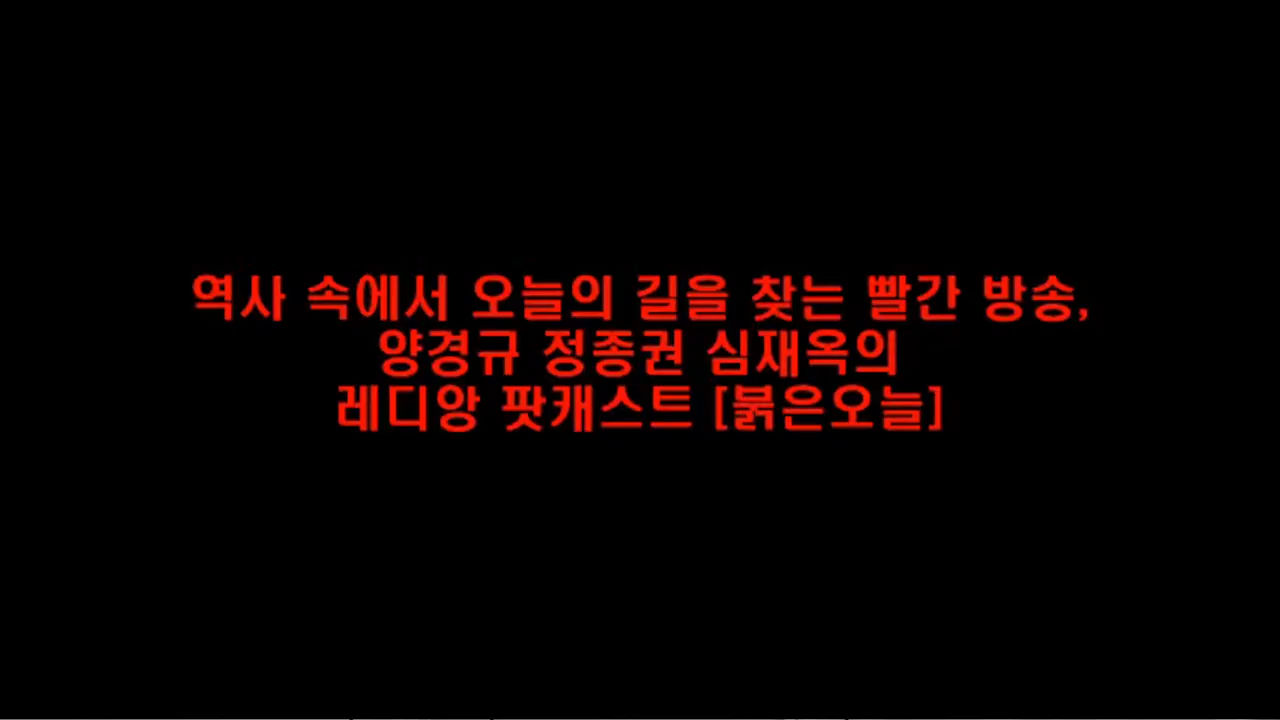 역사 속에서 오늘의 길을 찾는 빨간 방송,
양경규 정종권 심재옥의
레디앙 팟캐스트 [붉은오늘]